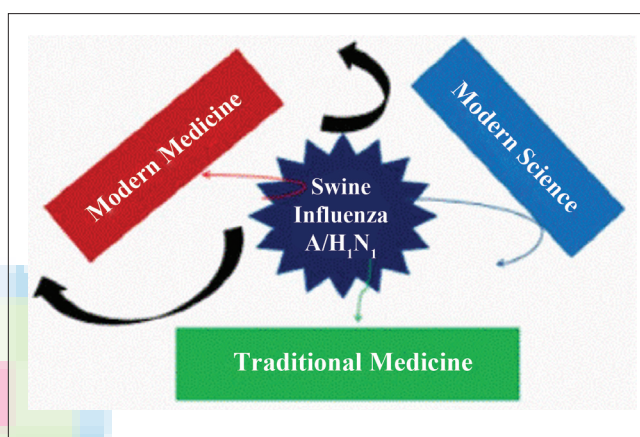 Modern Medicine
Modern Science
Swine
Influenza
A/H₁N₁
Traditional Medicine